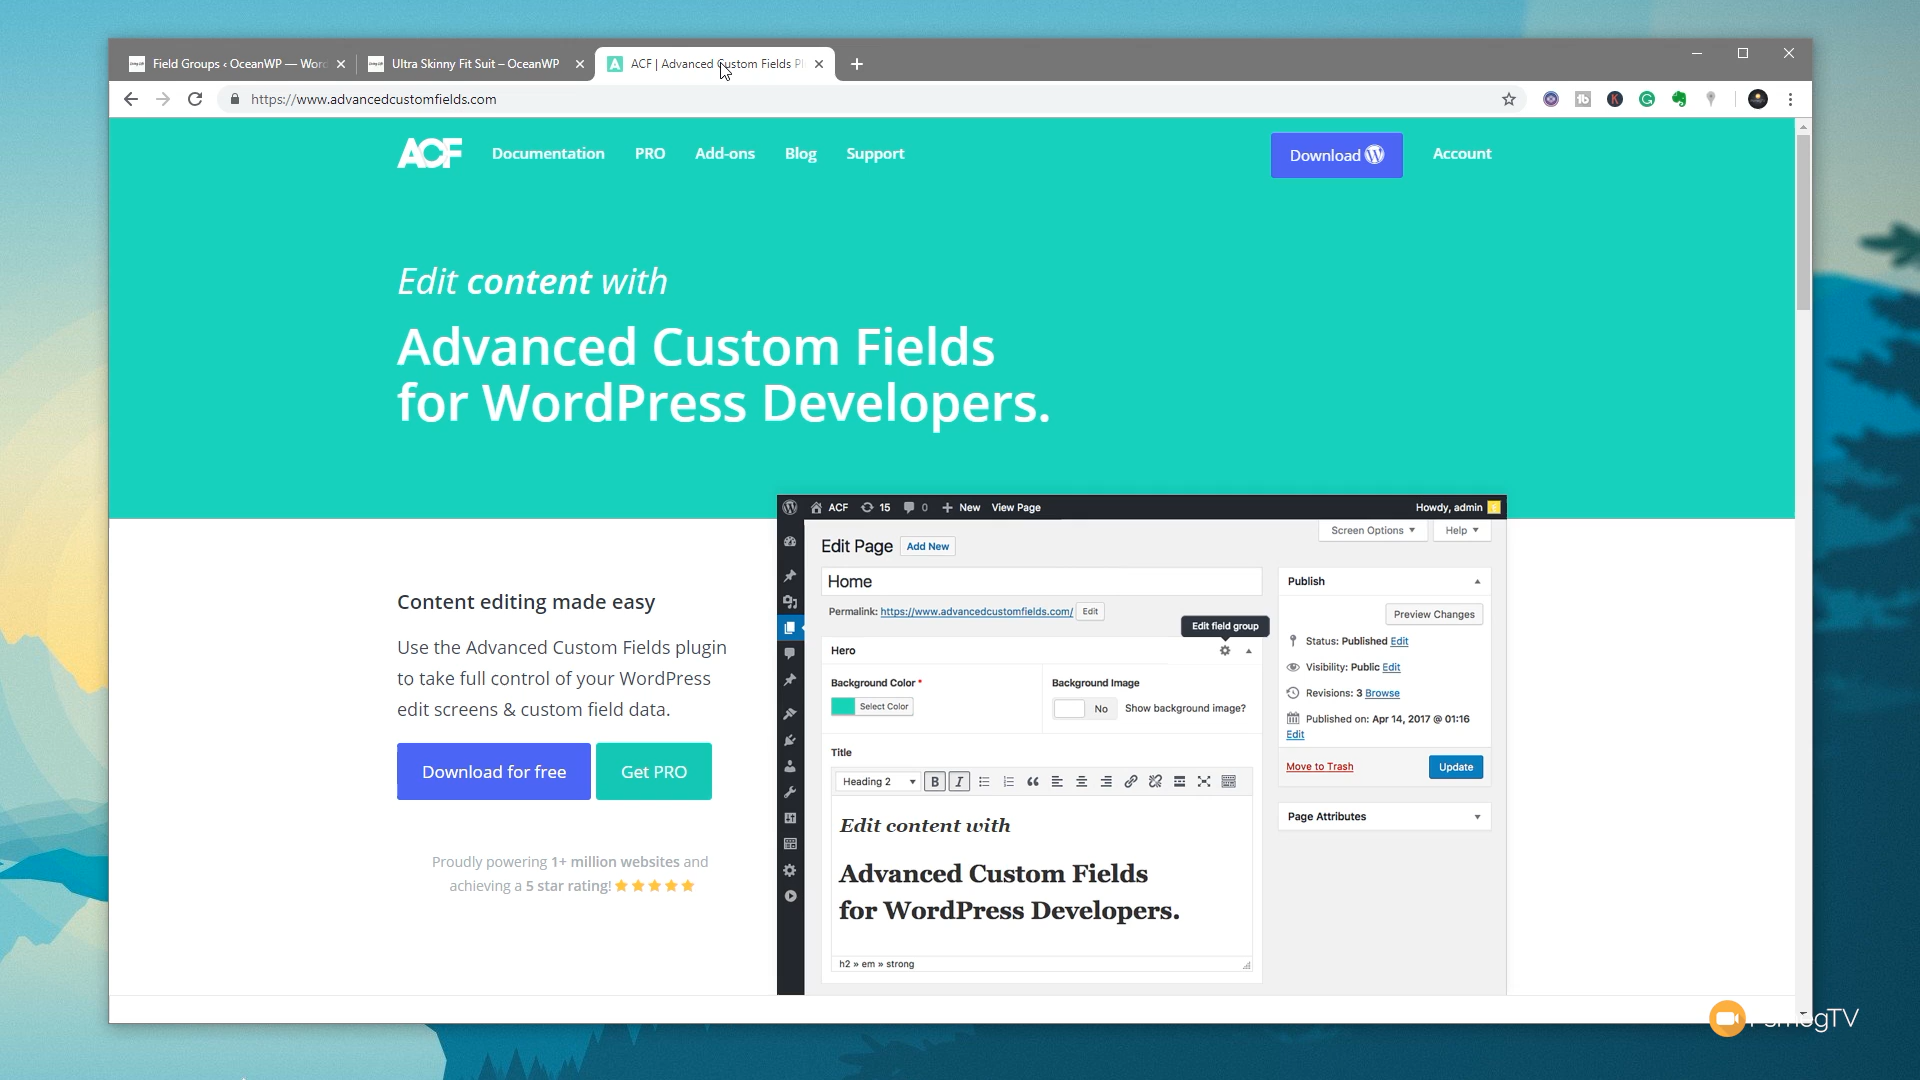 Field Groups ‹ OceanWP — Word
Ultra Skinny Fit Suit – OceanWP
ACF | Advanced Custom Fields Pl
https://www.advancedcustomfields.com
ACF
Documentation
PRO
Add-ons
Blog
Support
Download
Account
Edit content with
Advanced Custom Fields
for WordPress Developers.
Content editing made easy
Use the Advanced Custom Fields plugin
to take full control of your WordPress
edit screens & custom field data.
Download for free
Get PRO
Proudly powering 1+ million websites and
achieving a 5 star rating!
ACF
15
0
New
View Page
Howdy, admin
Screen Options
Help
Edit Page
Add New
Home
Permalink: https://www.advancedcustomfields.com/
Edit
Edit field group
Hero
Background Color *
Select Color
Background Image
No
Show background image?
Title
Heading 2
B
I
Edit content with
Advanced Custom Fields
for WordPress Developers.
h2 » em » strong
Publish
Preview Changes
Status: Published Edit
Visibility: Public Edit
Revisions: 3 Browse
Published on: Apr 14, 2017 @ 01:16
Edit
Move to Trash
Update
Page Attributes